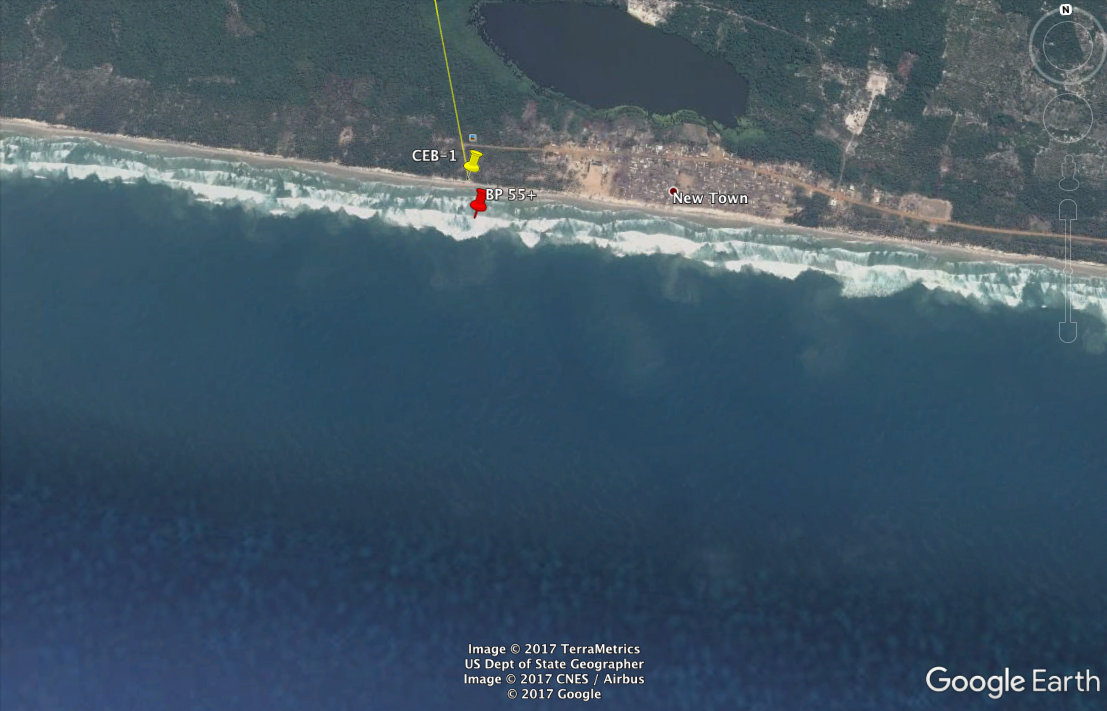 N
CEB-1
BP 55+
New Town
Image © 2017 TerraMetrics
US Dept of State Geographer
Image © 2017 CNES / Airbus
© 2017 Google
Google Earth